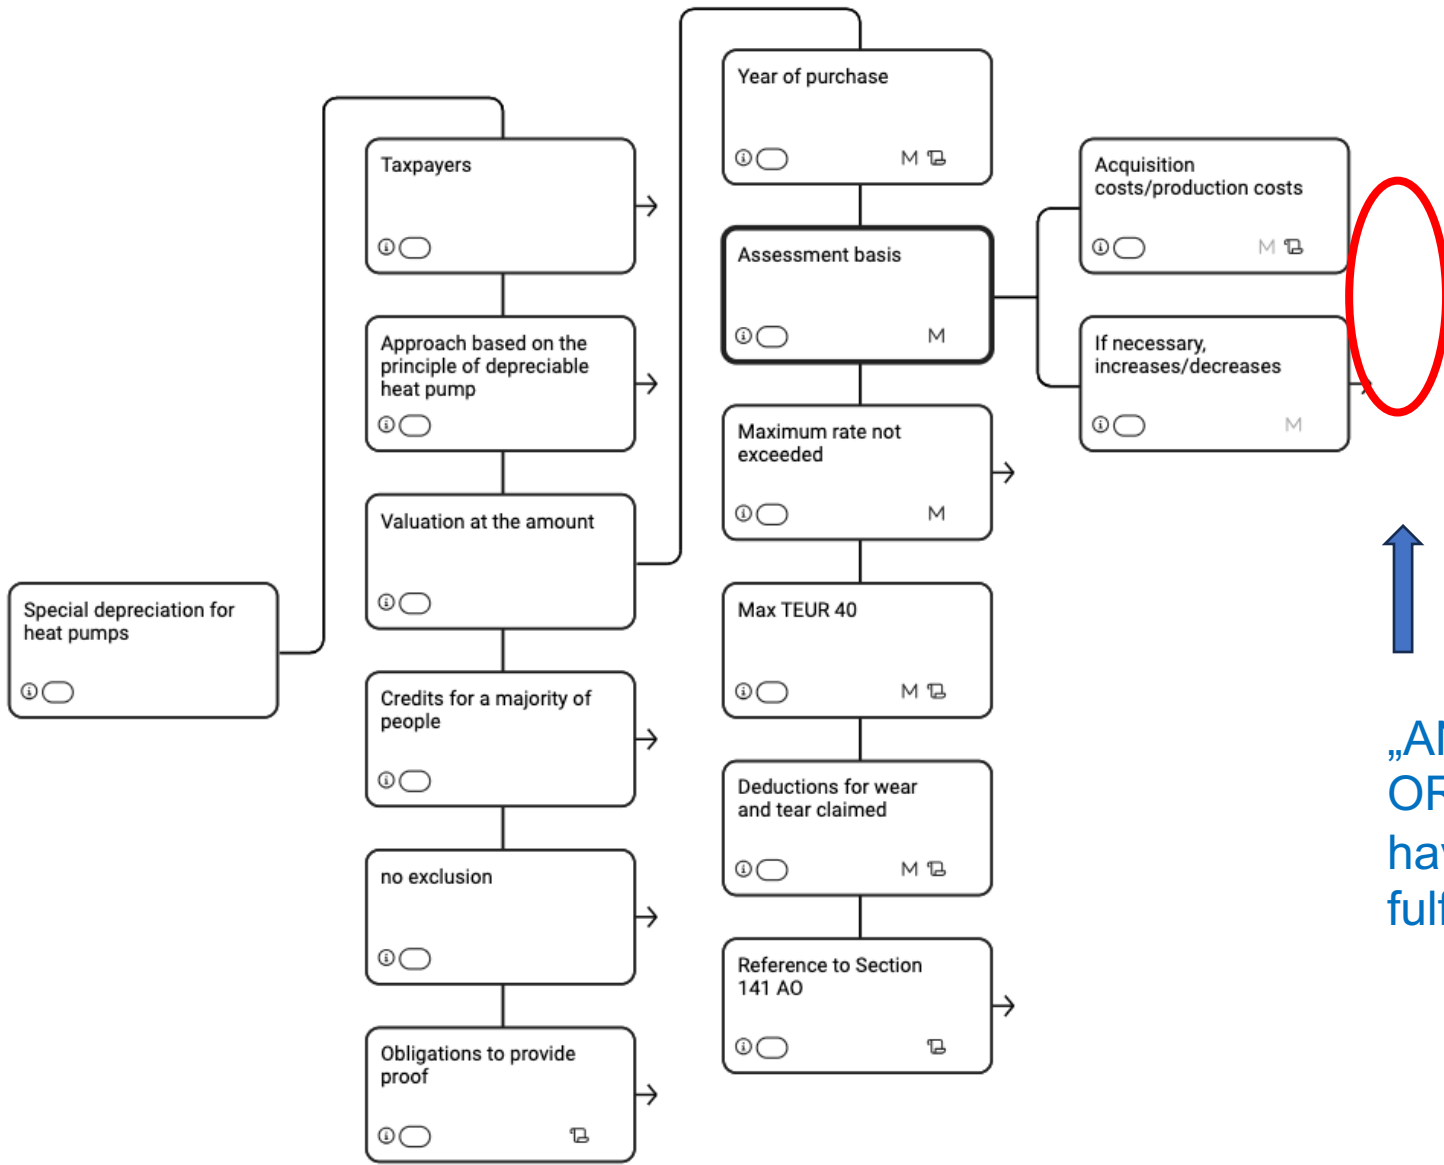 Special depreciation for
heat pumps
Taxpayers
Approach based on the
principle of depreciable
heat pump
Valuation at the amount
Credits for a majority of
people
no exclusion
Obligations to provide
proof
Year of purchase
M
Assessment basis
M
Maximum rate not
exceeded
M
Max TEUR 40
M
Deductions for wear
and tear claimed
M
Reference to Section
141 AO
Acquisition
costs/production costs
M
If necessary,
increases/decreases
M
OR